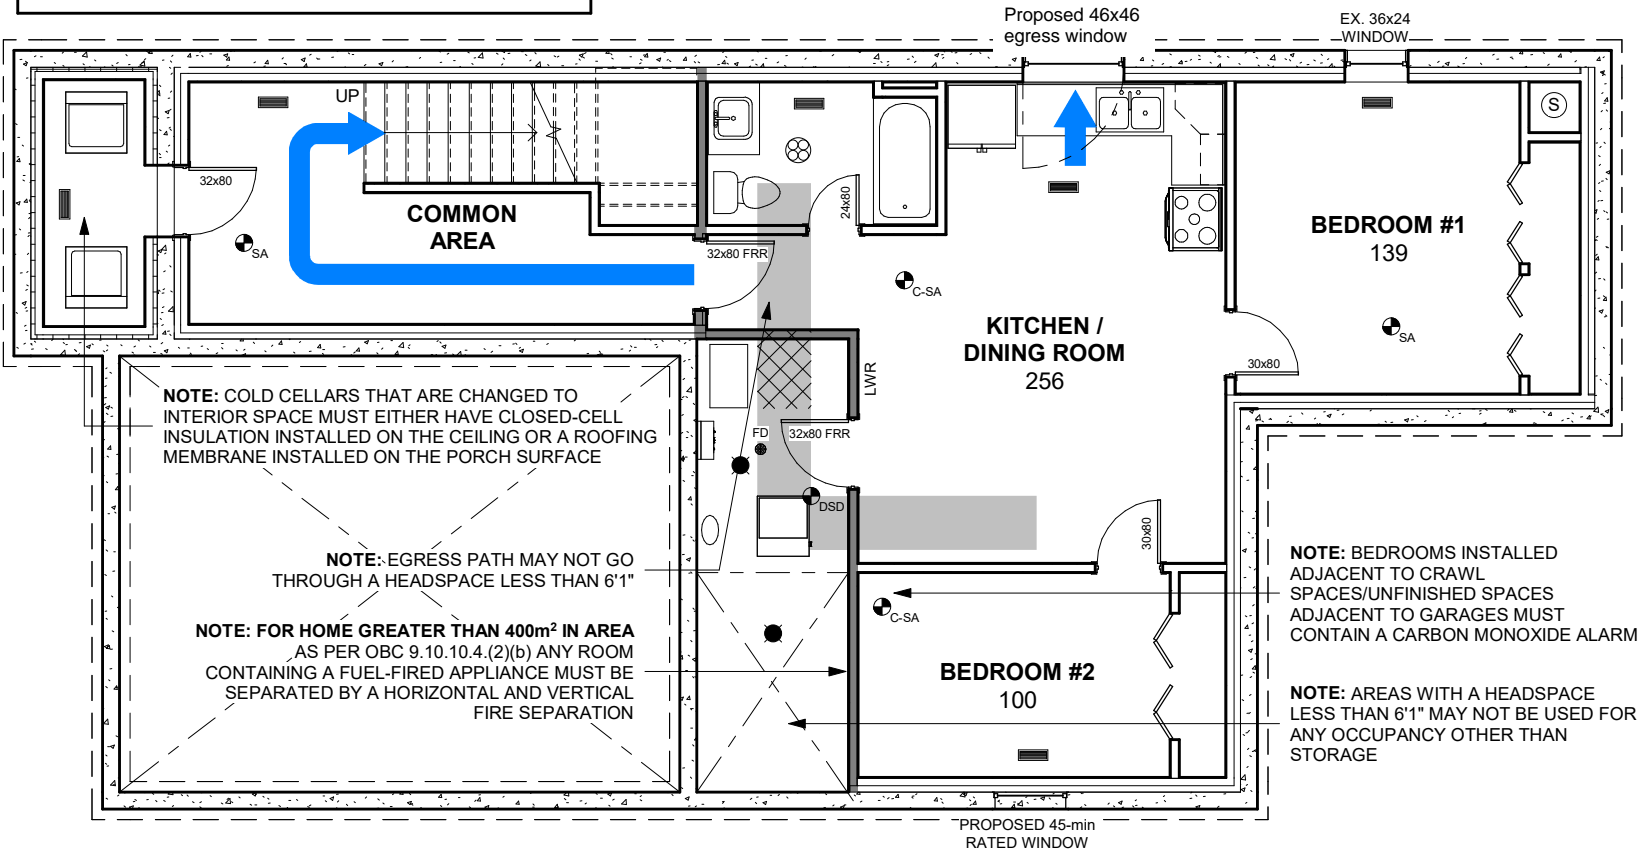 Proposed 46x46
egress window
EX. 36x24
WINDOW
UP
S
32x80
COMMON
AREA
24x80
SA
32x80 FRR
C-SA
BEDROOM #1
139
KITCHEN /
DINING ROOM
256
SA
LWR
30x80
NOTE: COLD CELLARS THAT ARE CHANGED TO
INTERIOR SPACE MUST EITHER HAVE CLOSED-CELL
INSULATION INSTALLED ON THE CEILING OR A ROOFING
MEMBRANE INSTALLED ON THE PORCH SURFACE
FD
32x80 FRR
DSD
30x80
NOTE: EGRESS PATH MAY NOT GO
THROUGH A HEADSPACE LESS THAN 6'1"
NOTE: BEDROOMS INSTALLED
ADJACENT TO CRAWL
SPACES/UNFINISHED SPACES
ADJACENT TO GARAGES MUST
CONTAIN A CARBON MONOXIDE ALARM
C-SA
NOTE: FOR HOME GREATER THAN 400m² IN AREA
AS PER OBC 9.10.10.4.(2)(b) ANY ROOM
CONTAINING A FUEL-FIRED APPLIANCE MUST BE
SEPARATED BY A HORIZONTAL AND VERTICAL
FIRE SEPARATION
BEDROOM #2
100
NOTE: AREAS WITH A HEADSPACE
LESS THAN 6'1" MAY NOT BE USED FOR
ANY OCCUPANCY OTHER THAN
STORAGE
PROPOSED 45-min
RATED WINDOW